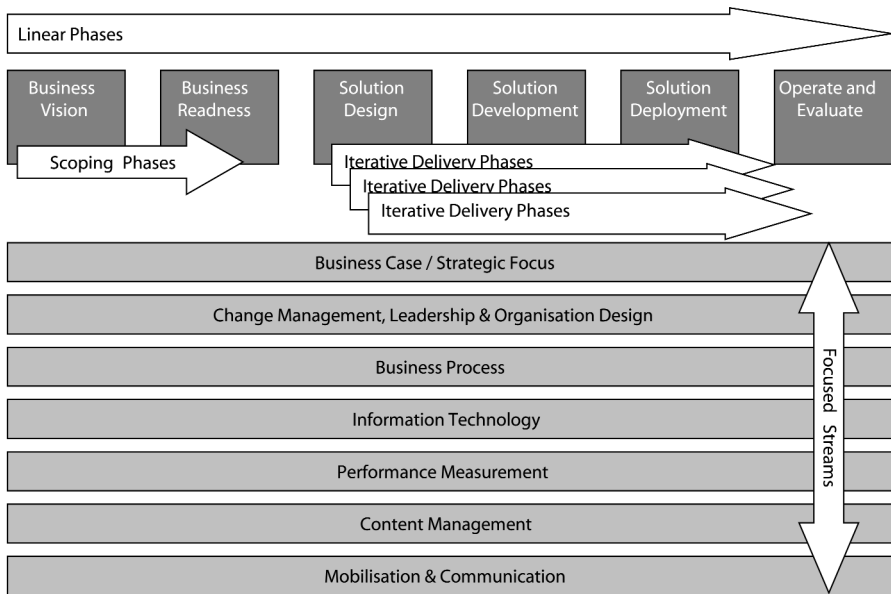 Linear Phases
Business
Vision
Business
Readiness
Solution
Design
Solution
Development
Solution
Deployment
Operate and
Evaluate
Scoping Phases
Iterative Delivery Phases
Iterative Delivery Phases
Iterative Delivery Phases
Business Case / Strategic Focus
Change Management, Leadership & Organisation Design
Business Process
Information Technology
Performance Measurement
Content Management
Mobilisation & Communication
Focused Streams